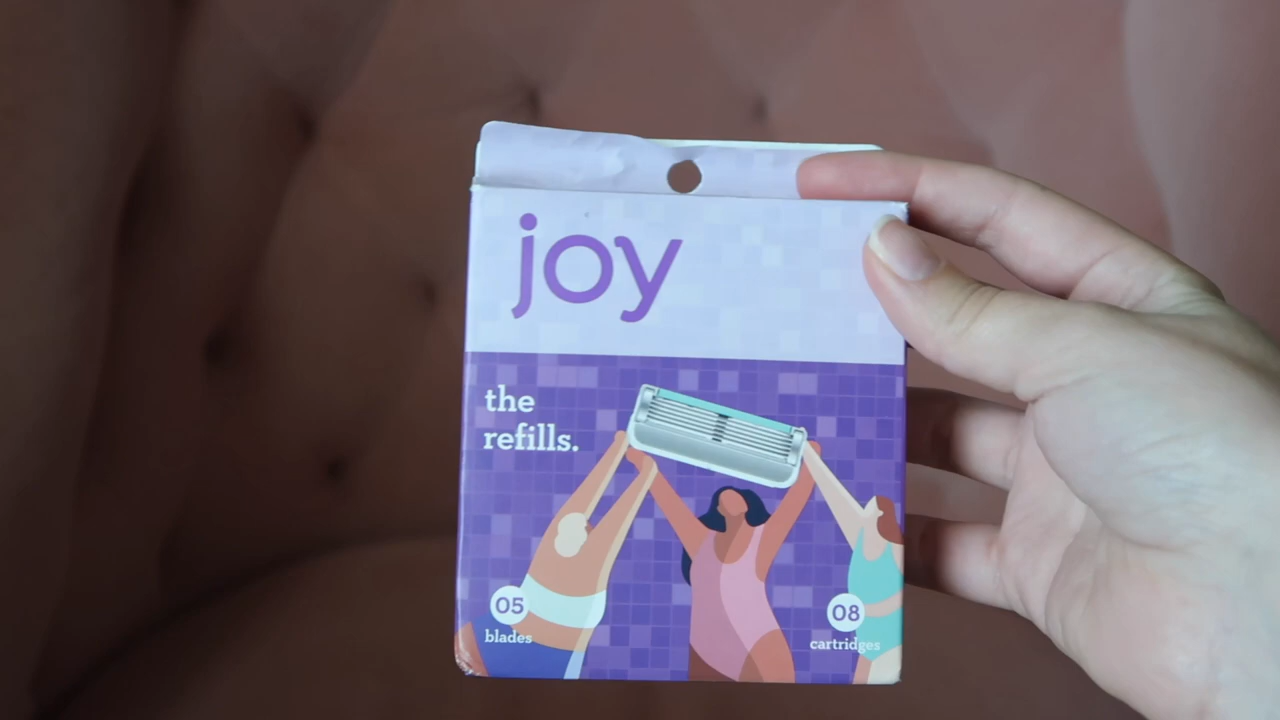 joy
the
refills.
05
blades
08
cartridges